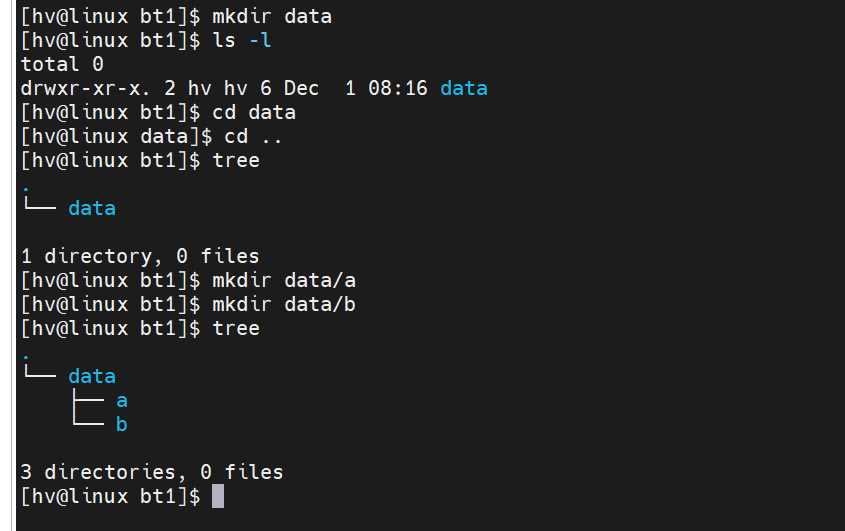 [hv@linux bt1]$ mkdir data
[hv@linux bt1]$ ls -l
total 0
drwxr-xr-x. 2 hv hv 6 Dec  1 08:16 data
[hv@linux bt1]$ cd data
[hv@linux data]$ cd ..
[hv@linux bt1]$ tree
.
└── data

1 directory, 0 files
[hv@linux bt1]$ mkdir data/a
[hv@linux bt1]$ mkdir data/b
[hv@linux bt1]$ tree
.
└── data
    ├── a
    └── b

3 directories, 0 files
[hv@linux bt1]$